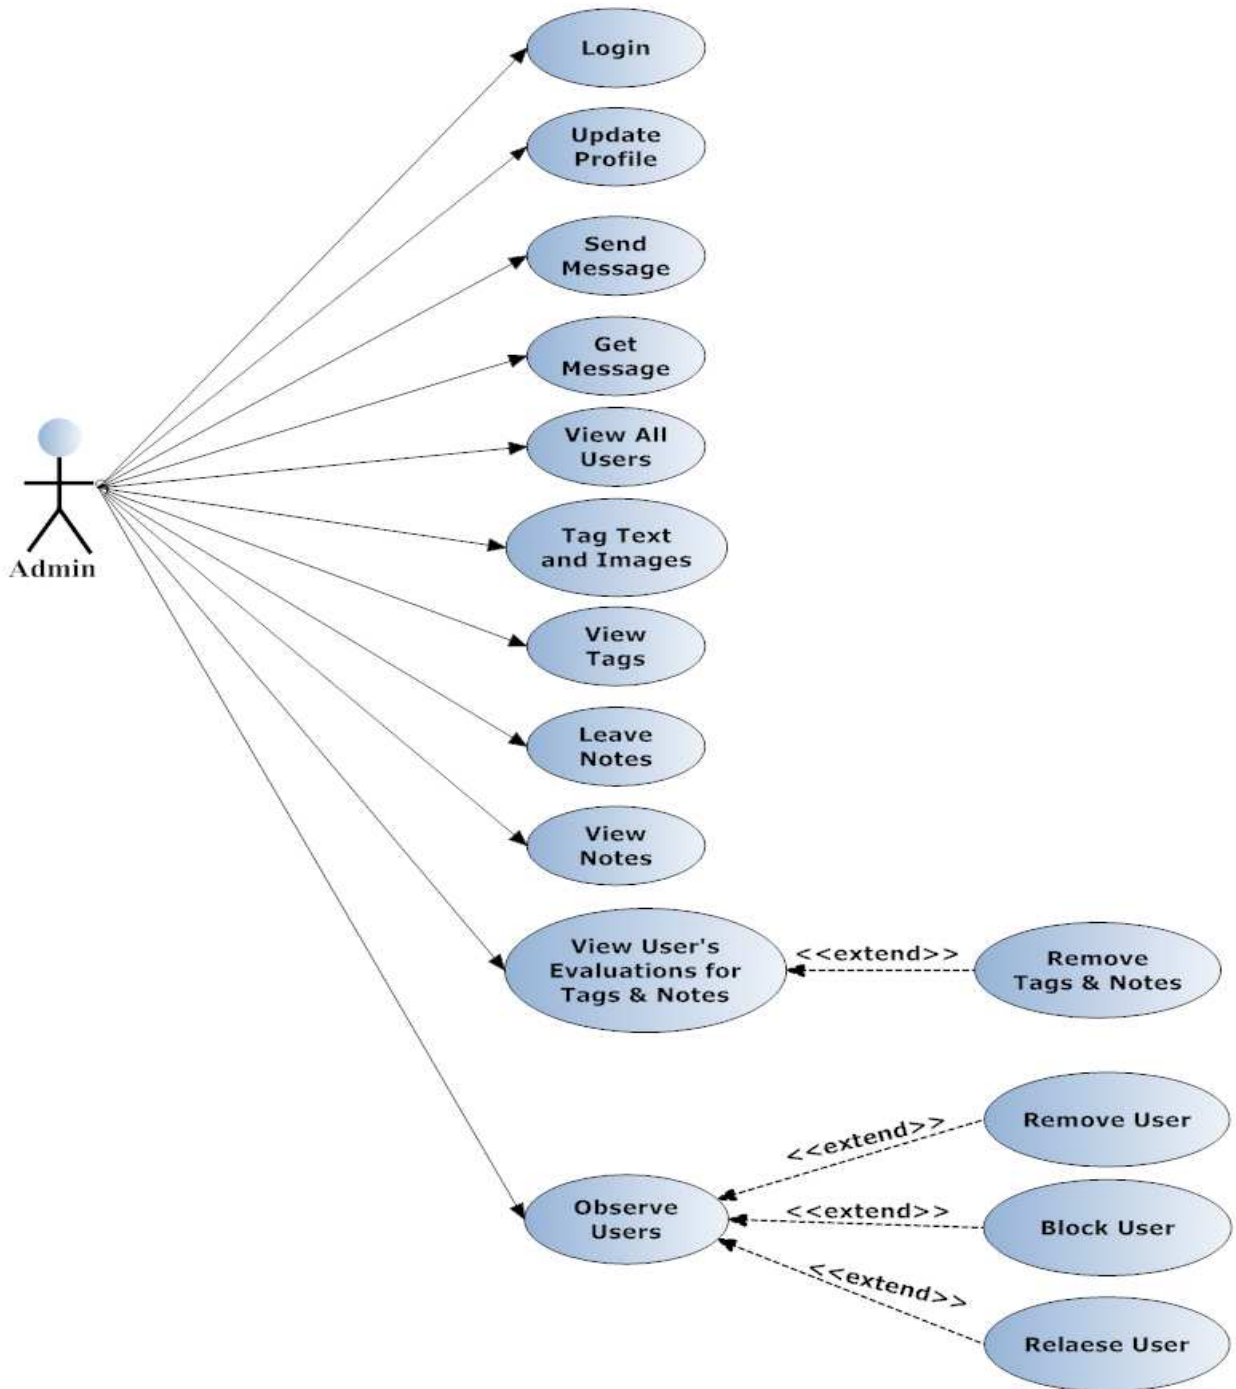 Login
Update
Profile
Send
Message
Get
Message
View All
Users
Admin
Tag Text
and Images
View
Tags
Leave
Notes
View
Notes
View User's
Evaluations for
Tags & Notes
<<extend>>
Remove
Tags & Notes
Observe
Users
<<extend>>
Remove User
<<extend>>
Block User
<<extend>>
Relaese User